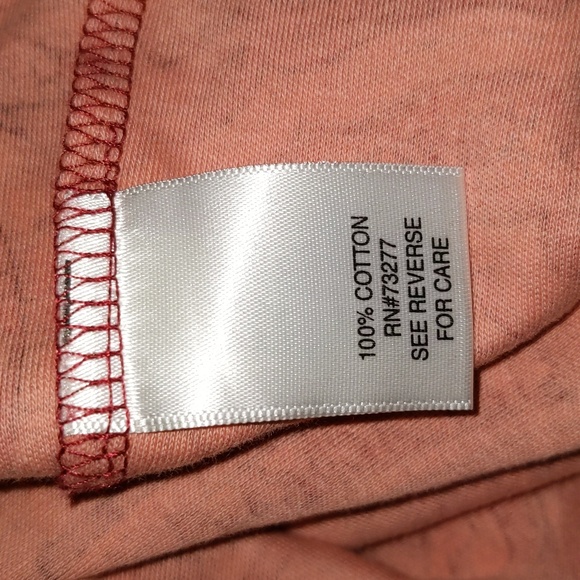 100% COTTON
RN#73277
SEE REVERSE
FOR CARE